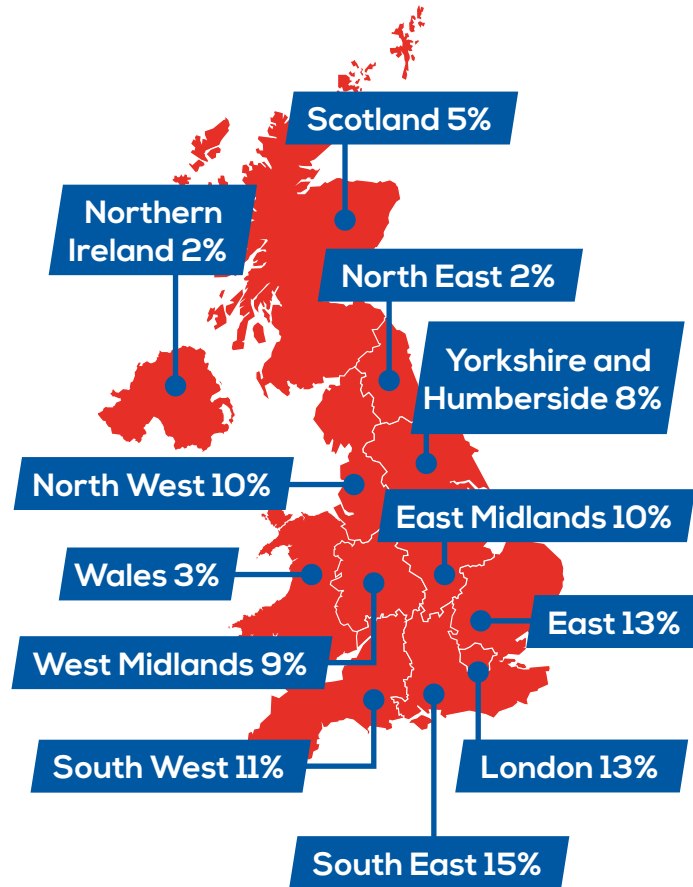 Scotland 5%
Northern
Ireland 2%
North East 2%
Yorkshire and
Humberside 8%
North West 10%
East Midlands 10%
Wales 3%
East 13%
West Midlands 9%
South West 11%
London 13%
South East 15%